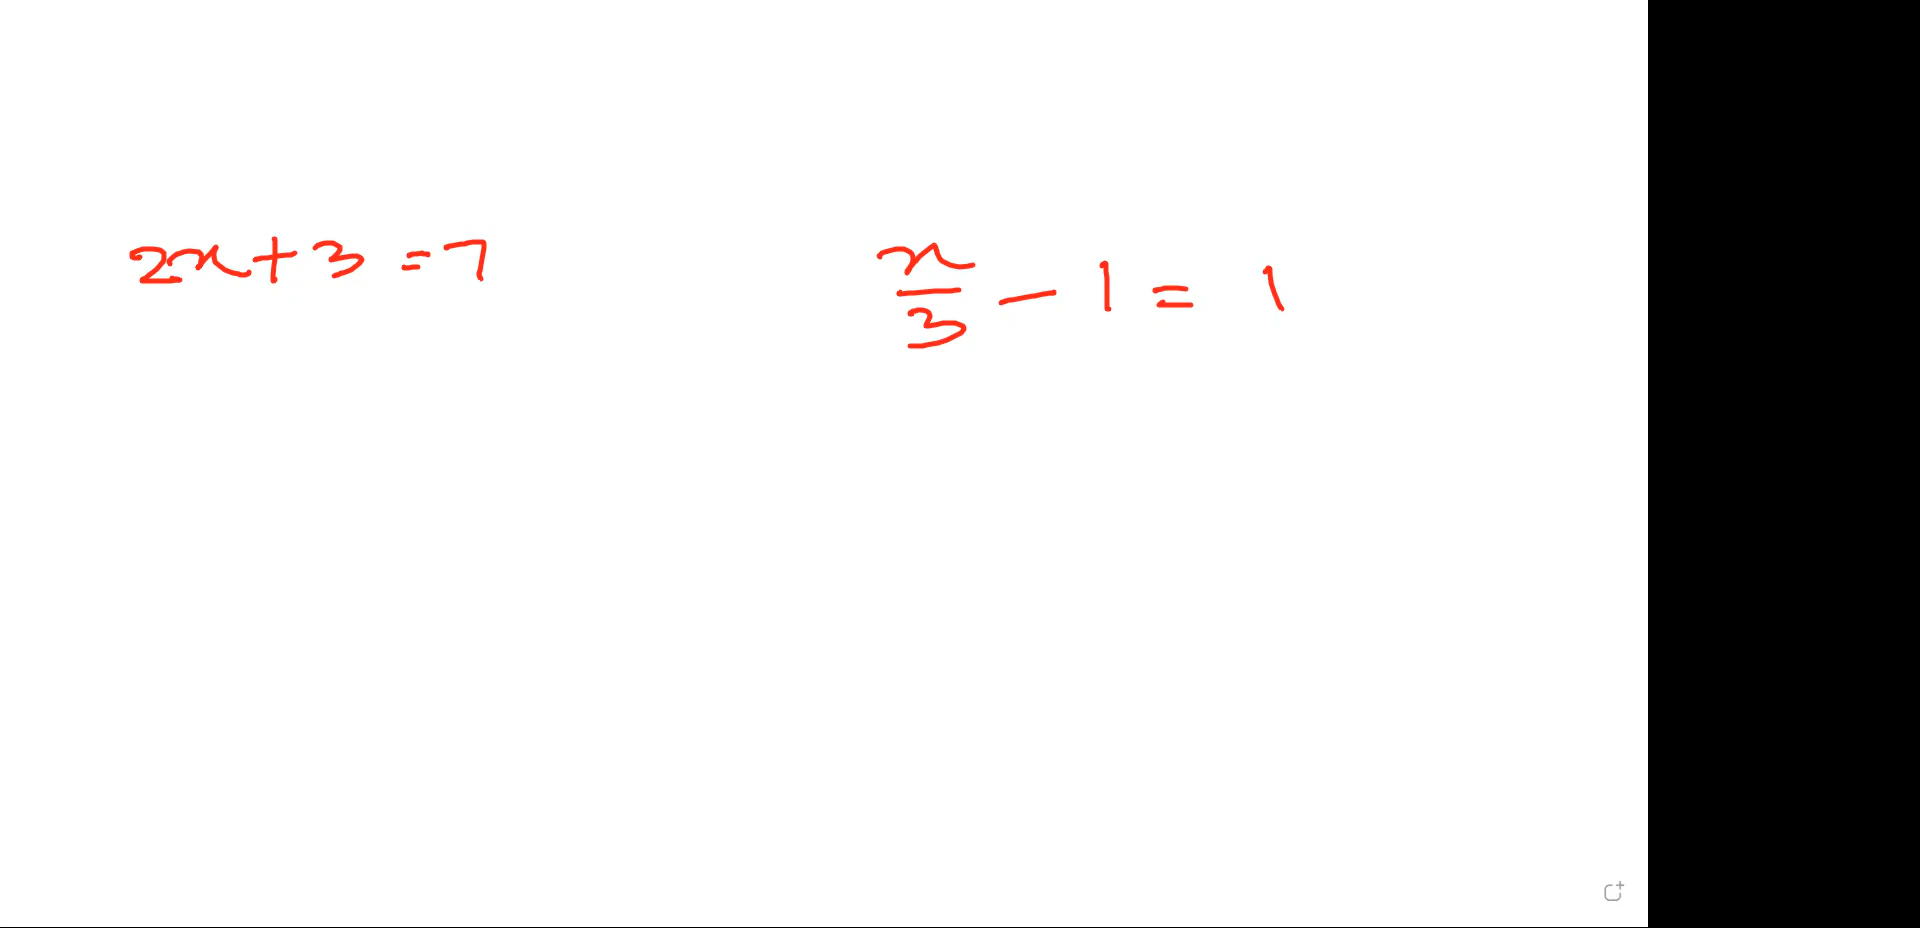 2x+3=7
x/3 - 1 = 1